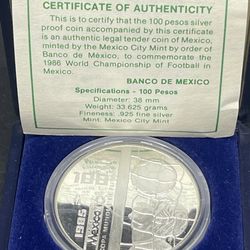 CERTIFICATE OF AUTHENTICITY
This is to certify that the 100 pesos silver
proof coin accompanied by this certificate
is an authentic legal tender coin of Mexico,
minted by the Mexico City Mint by order of
Banco de México, to commemorate the
1986 World Championship of Football in
Mexico.
BANCO DE MEXICO
Specifications - 100 Pesos
Diameter: 38 mm
Weight: 33.625 grams
Fineness: .925 fine silver
Mint: Mexico City Mint
1985